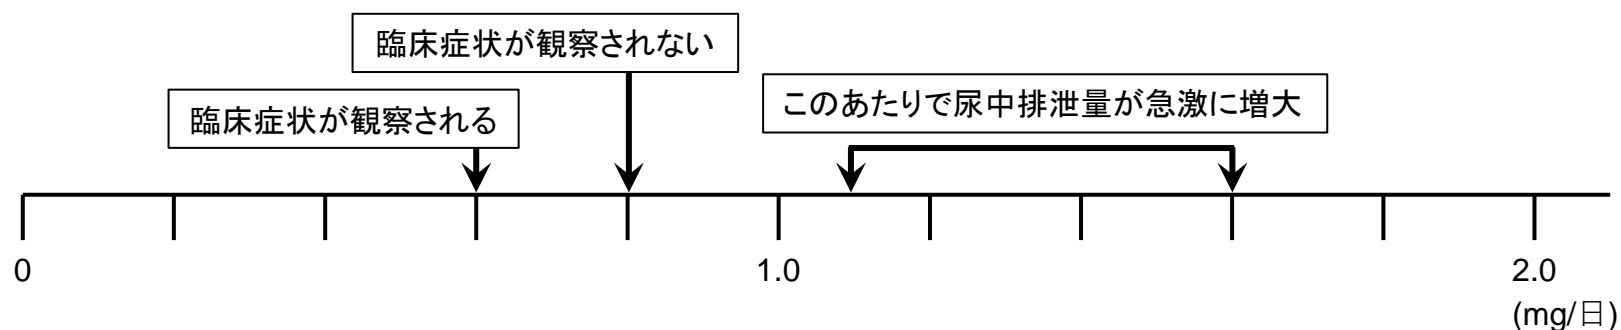 臨床症状が観察されない
臨床症状が観察される
このあたりで尿中排泄量が急激に増大
0
1.0
2.0
(mg/日)